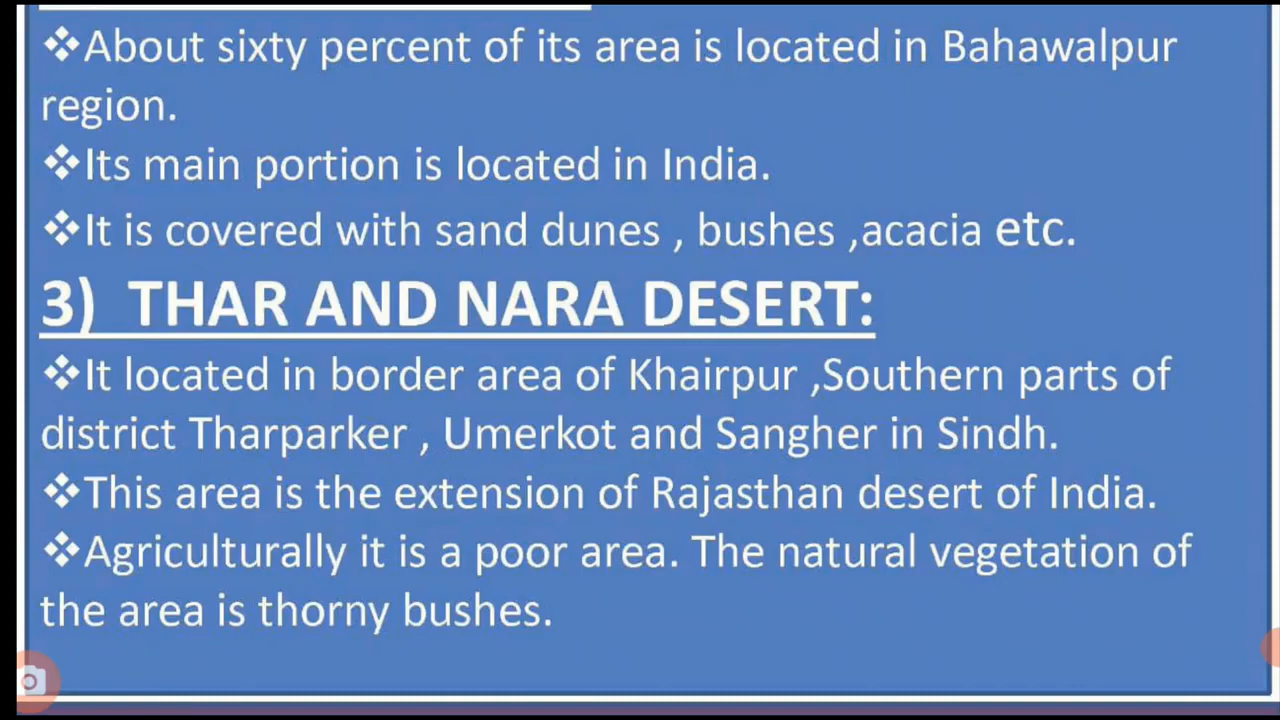 ❖About sixty percent of its area is located in Bahawalpur
region.
❖Its main portion is located in India.
❖It is covered with sand dunes , bushes ,acacia etc.
3) THAR AND NARA DESERT:
❖It located in border area of Khairpur ,Southern parts of
district Tharparker , Umerkot and Sangher in Sindh.
❖This area is the extension of Rajasthan desert of India.
❖Agriculturally it is a poor area. The natural vegetation of
the area is thorny bushes.